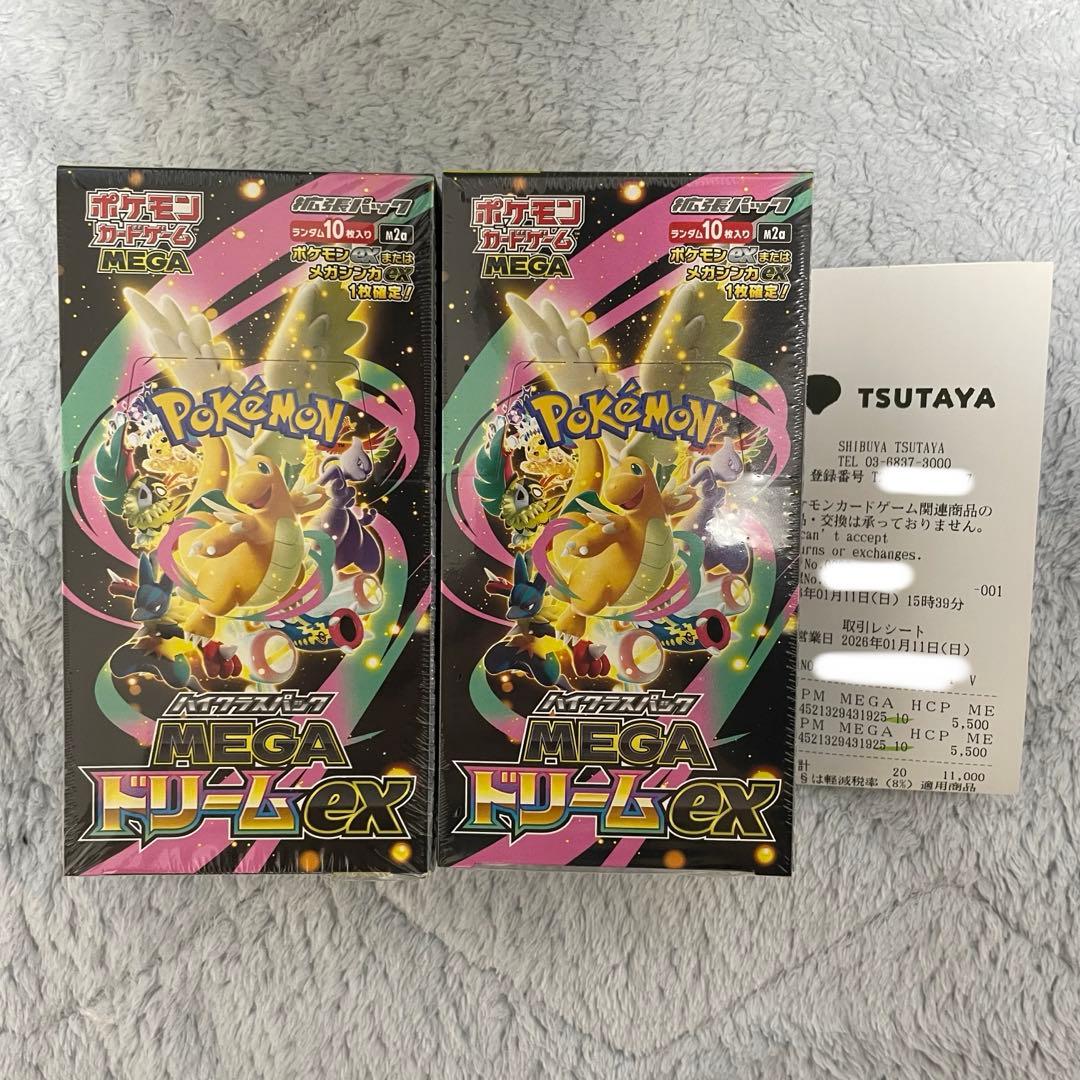 ポケモン
カードゲーム
MEGA
拡張パック
ランダム10枚入り M2a
ポケモンexまたは
メガシンカex
1枚確定!
POKéMON
ハイクラスパック
MEGA
ドリームex
ポケモン
カードゲーム
MEGA
拡張パック
ランダム10枚入り M2a
ポケモンexまたは
メガシンカex
1枚確定!
POKéMON
ハイクラスパック
MEGA
ドリームex
TSUTAYA
SHIBUYA TSUTAYA
TEL 03-6837-3000
登録番号 T
モンカードゲーム関連商品の
・交換は承っておりません。
can't accept
urns or exchanges.
No.
No.
-001
年01月11日(日) 15時39分
取引レシート
営業日 2026年01月11日(日)
NO
V
PM MEGA HCP ME
4521329431925 10 5,500
PM MEGA HCP ME
4521329431925 10 5,500
計 20 11,000
§は軽減税率 (8%) 適用商品